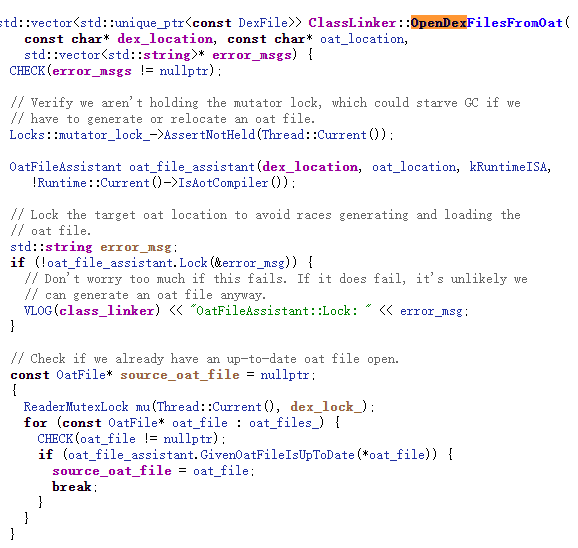 std::vector<std::unique_ptr<const DexFile>> ClassLinker::OpenDexFilesFromOat(
const char* dex_location, const char* oat_location,
std::vector<std::string>* error_msgs) {
CHECK(error_msgs != nullptr);
// Verify we aren't holding the mutator lock, which could starve GC if we
// have to generate or relocate an oat file.
Locks::mutator_lock_->AssertNotHeld(Thread::Current());
OatFileAssistant oat_file_assistant(dex_location, oat_location, kRuntimeISA,
!Runtime::Current()->IsAotCompiler());
// Lock the target oat location to avoid races generating and loading the
// oat file.
std::string error_msg;
if (!oat_file_assistant.Lock(&error_msg)) {
// Don't worry too much if this fails. If it does fail, it's unlikely we
// can generate an oat file anyway.
VLOG(class_linker) << "OatFileAssistant::Lock: " << error_msg;
}
// Check if we already have an up-to-date oat file open.
const OatFile* source_oat_file = nullptr;
{
ReaderMutexLock mu(Thread::Current(), dex_lock_);
for (const OatFile* oat_file : oat_files_) {
CHECK(oat_file != nullptr);
if (oat_file_assistant.GivenOatFileIsUpToDate(*oat_file)) {
source_oat_file = oat_file;
break;
}
}
}